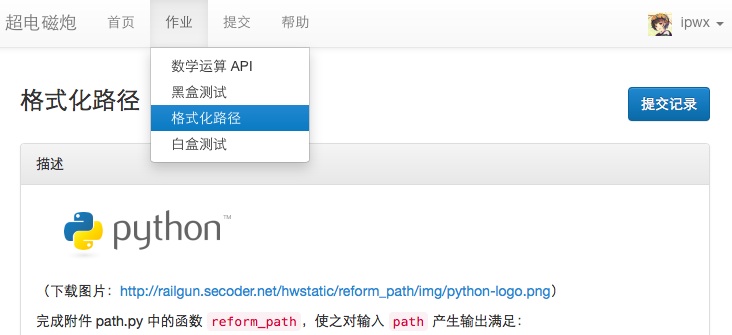 超电磁炮 首页 作业 提交 帮助 ipwx
数学运算 API
黑盒测试
格式化路径
白盒测试
格式化路径 提交记录
描述
python™
（下载图片：http://railgun.secoder.net/hwstatic/reform_path/img/python-logo.png）
完成附件 path.py 中的函数 reform_path，使之对输入 path 产生输出满足：